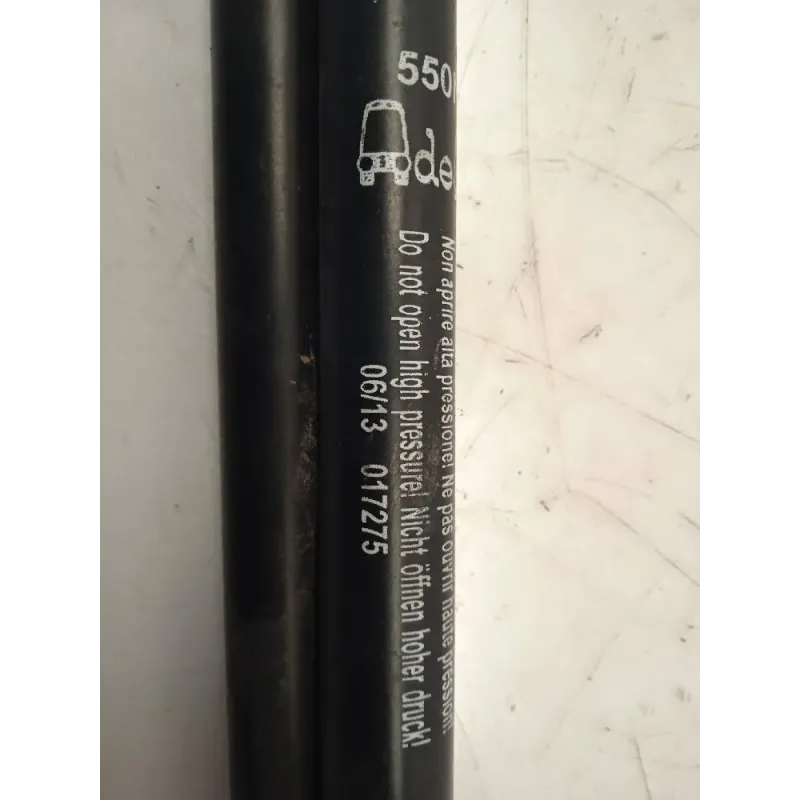 550N
de
Non aprire alta pressione! Ne pas ouvrir haute pression!
Do not open high pressure! Nicht öffnen hoher druck!
06/13 017275